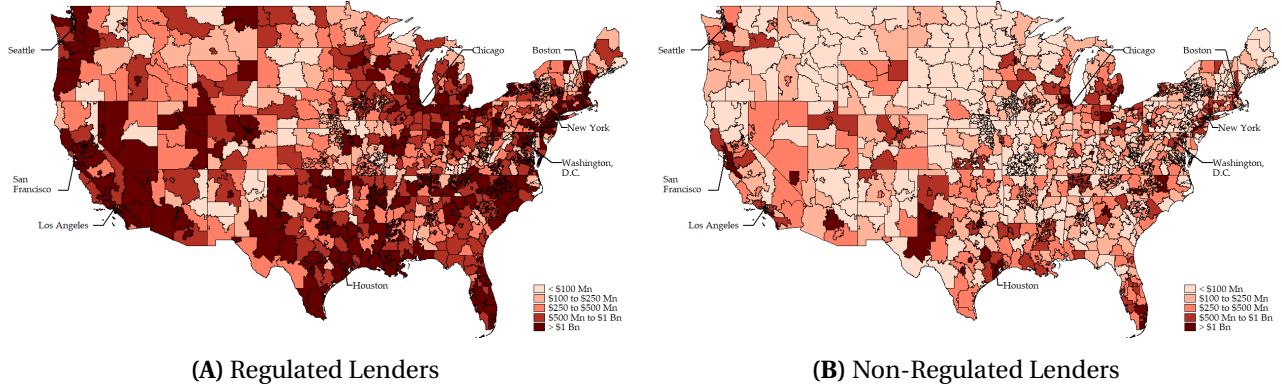 Seattle
Chicago
Boston
New York
Washington,
D.C.
San
Francisco
Los Angeles
Houston
< $100 Mn
$100 to $250 Mn
$250 to $500 Mn
$500 Mn to $1 Bn
> $1 Bn
(A) Regulated Lenders
Seattle
Chicago
Boston
New York
Washington,
D.C.
San
Francisco
Los Angeles
Houston
< $100 Mn
$100 to $250 Mn
$250 to $500 Mn
$500 Mn to $1 Bn
> $1 Bn
(B) Non-Regulated Lenders